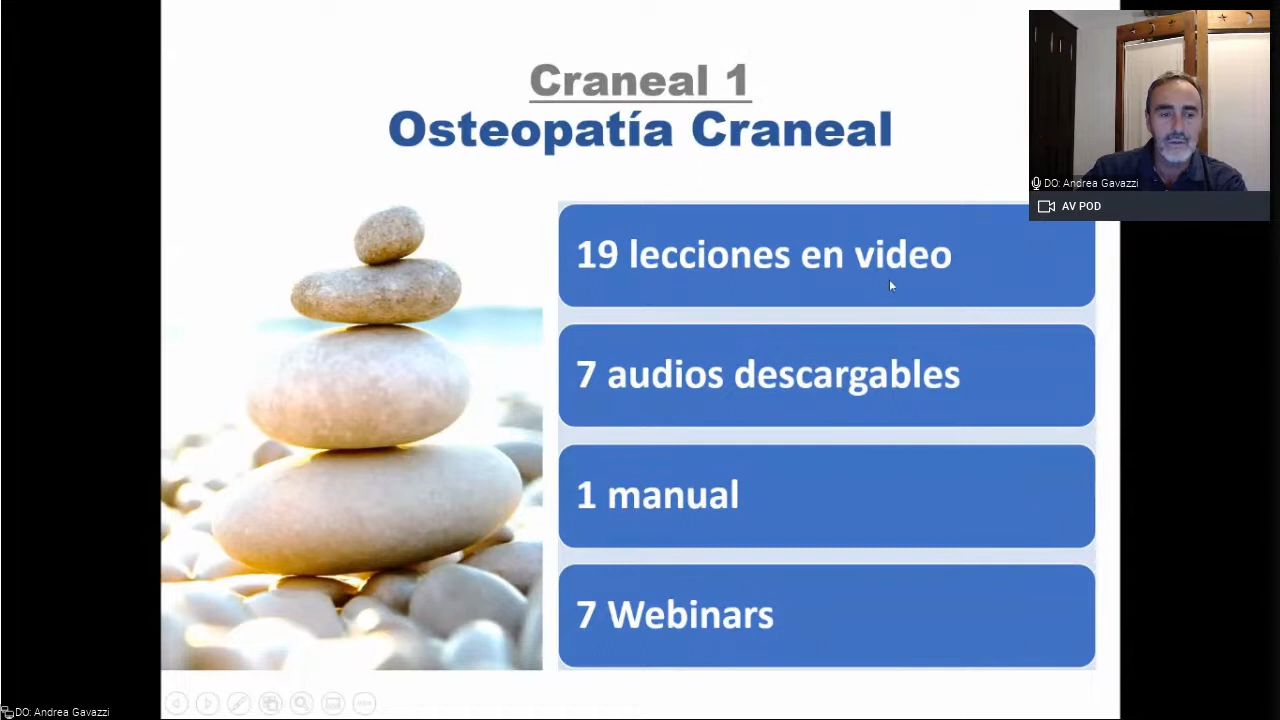 Craneal 1
Osteopatía Craneal
19 lecciones en video
7 audios descargables
1 manual
7 Webinars
DO: Andrea Gavazzi
AV POD
DO: Andrea Gavazzi